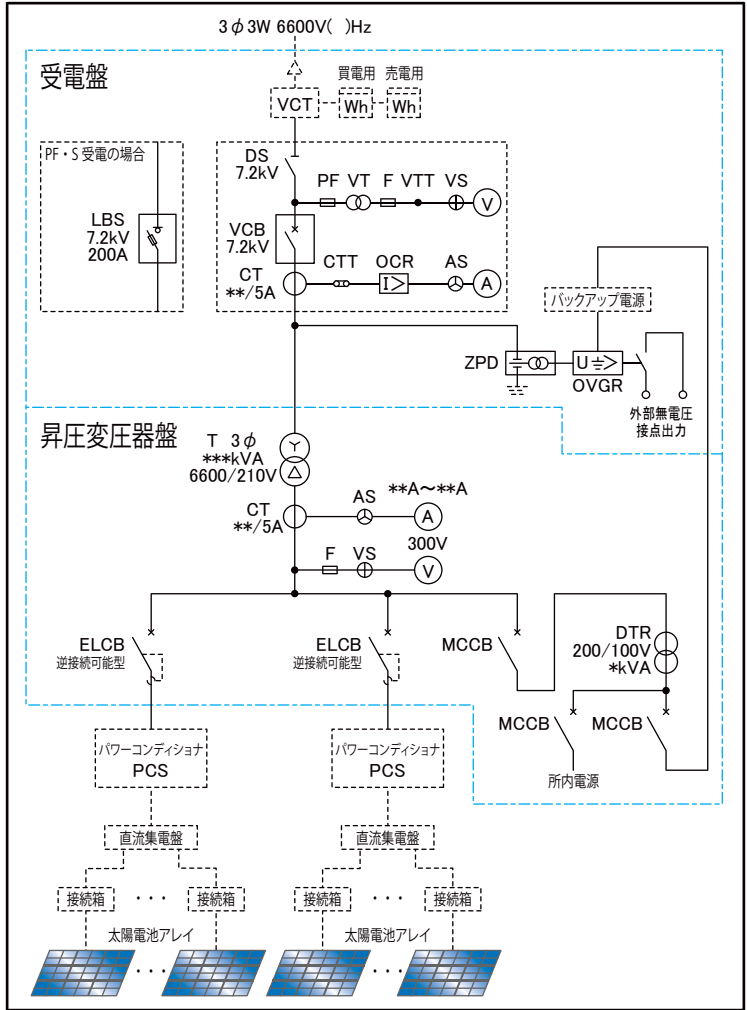 3φ3W 6600V( )Hz
受電盤
買電用 売電用
VCT
Wh
Wh
PF・S 受電の場合
LBS
7.2kV
200A
DS
7.2kV
PF VT F VTT VS
V
VCB
7.2kV
CT
**/5A
CTT OCR AS
I>
A
バックアップ電源
ZPD
U⏚>
OVGR
外部無電圧
接点出力
昇圧変圧器盤
T 3φ
***kVA
6600/210V
CT
**/5A
AS
**A～**A
A
300V
F VS
V
ELCB
逆接続可能型
ELCB
逆接続可能型
MCCB
DTR
200/100V
*kVA
MCCB
MCCB
所内電源
パワーコンディショナ
PCS
パワーコンディショナ
PCS
直流集電盤
直流集電盤
接続箱 ・・・ 接続箱
接続箱 ・・・ 接続箱
太陽電池アレイ
太陽電池アレイ
・・・
・・・